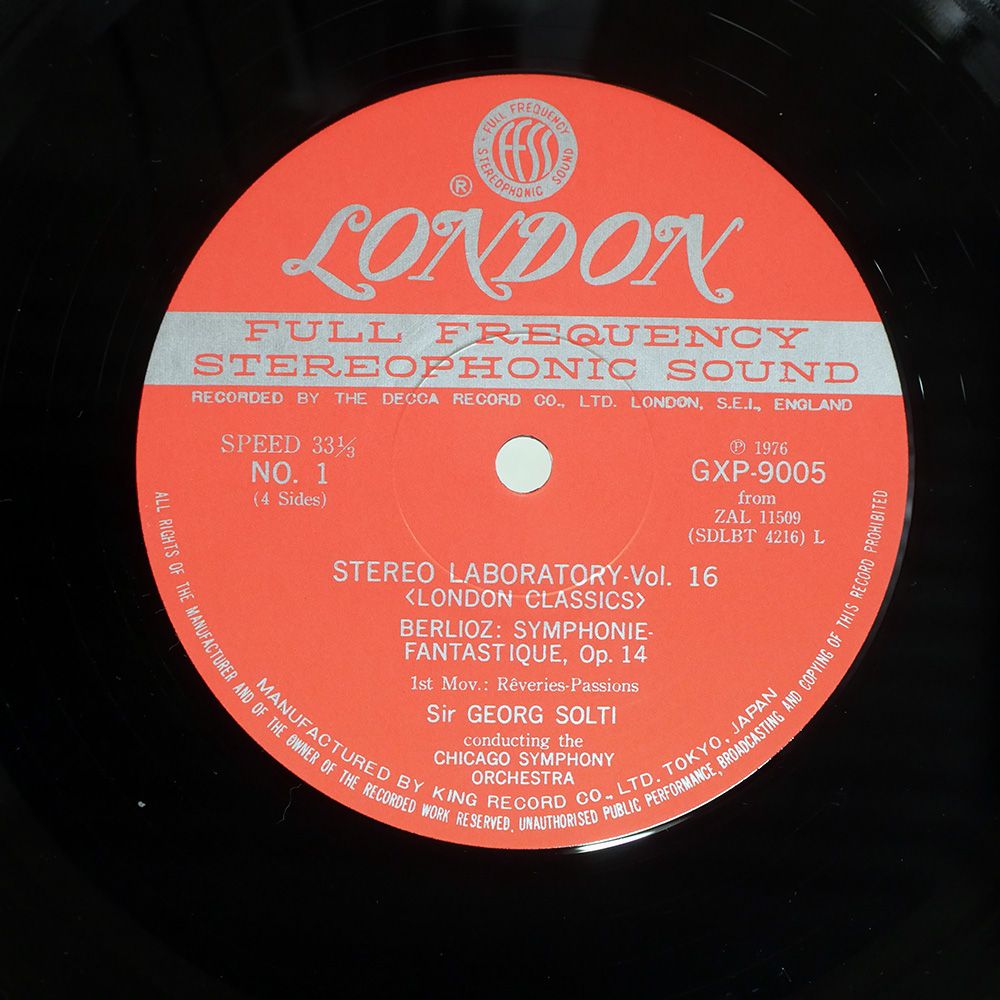 FULL FREQUENCY
STEREOPHONIC SOUND
FFSS
®
LONDON
FULL FREQUENCY
STEREOPHONIC SOUND
RECORDED BY THE DECCA RECORD CO., LTD. LONDON, S.E.I., ENGLAND
SPEED 33⅓
NO. 1
(4 Sides)
℗ 1976
GXP-9005
from
ZAL 11509
(SDLBT 4216) L
STEREO LABORATORY-Vol. 16
<LONDON CLASSICS>
BERLIOZ: SYMPHONIE-
FANTASTIQUE, Op. 14
1st Mov.: Rêveries-Passions
Sir GEORG SOLTI
conducting the
CHICAGO SYMPHONY
ORCHESTRA
MANUFACTURED BY KING RECORD CO., LTD. TOKYO, JAPAN
ALL RIGHTS OF THE MANUFACTURER AND OF THE OWNER OF THE RECORDED WORK RESERVED, UNAUTHORISED PUBLIC PERFORMANCE, BROADCASTING AND COPYING OF THIS RECORD PROHIBITED